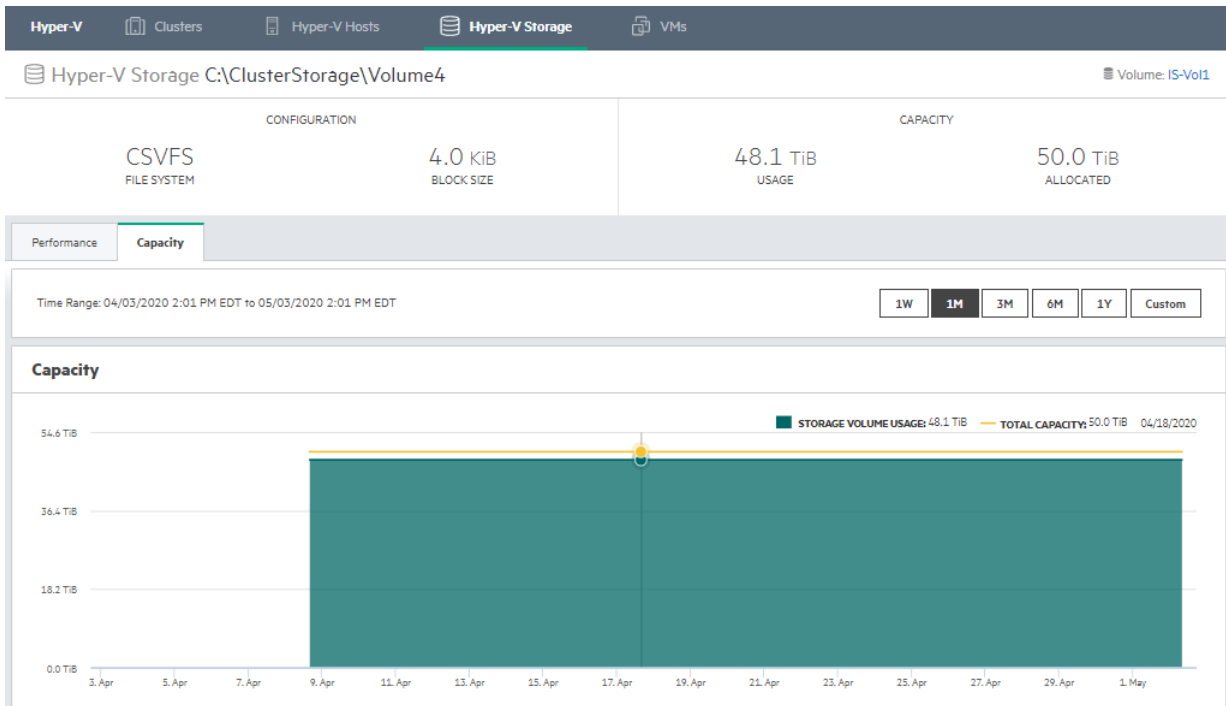 Hyper-V Clusters Hyper-V Hosts Hyper-V Storage VMs
Hyper-V Storage C:\ClusterStorage\Volume4 Volume: IS-Vol1
CONFIGURATION
CSVFS
FILE SYSTEM
4.0 KiB
BLOCK SIZE
CAPACITY
48.1 TiB
USAGE
50.0 TiB
ALLOCATED
Performance Capacity
Time Range: 04/03/2020 2:01 PM EDT to 05/03/2020 2:01 PM EDT 1W 1M 3M 6M 1Y Custom
Capacity
STORAGE VOLUME USAGE: 48.1 TiB TOTAL CAPACITY: 50.0 TiB 04/18/2020
54.6 TiB
36.4 TiB
18.2 TiB
0.0 TiB
3. Apr 5. Apr 7. Apr 9. Apr 11. Apr 13. Apr 15. Apr 17. Apr 19. Apr 21. Apr 23. Apr 25. Apr 27. Apr 29. Apr 1. May